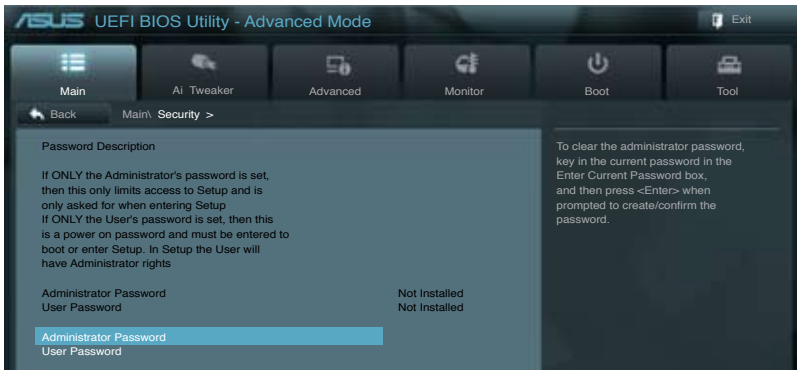 ASUS UEFI BIOS Utility - Advanced Mode
Exit
Main
Ai Tweaker
Advanced
Monitor
Boot
Tool
Back
Main\ Security >
Password Description
If ONLY the Administrator's password is set,
then this only limits access to Setup and is
only asked for when entering Setup
If ONLY the User's password is set, then this
is a power on password and must be entered to
boot or enter Setup. In Setup the User will
have Administrator rights
Administrator Password Not Installed
User Password Not Installed
Administrator Password
User Password
To clear the administrator password,
key in the current password in the
Enter Current Password box,
and then press <Enter> when
prompted to create/confirm the
password.